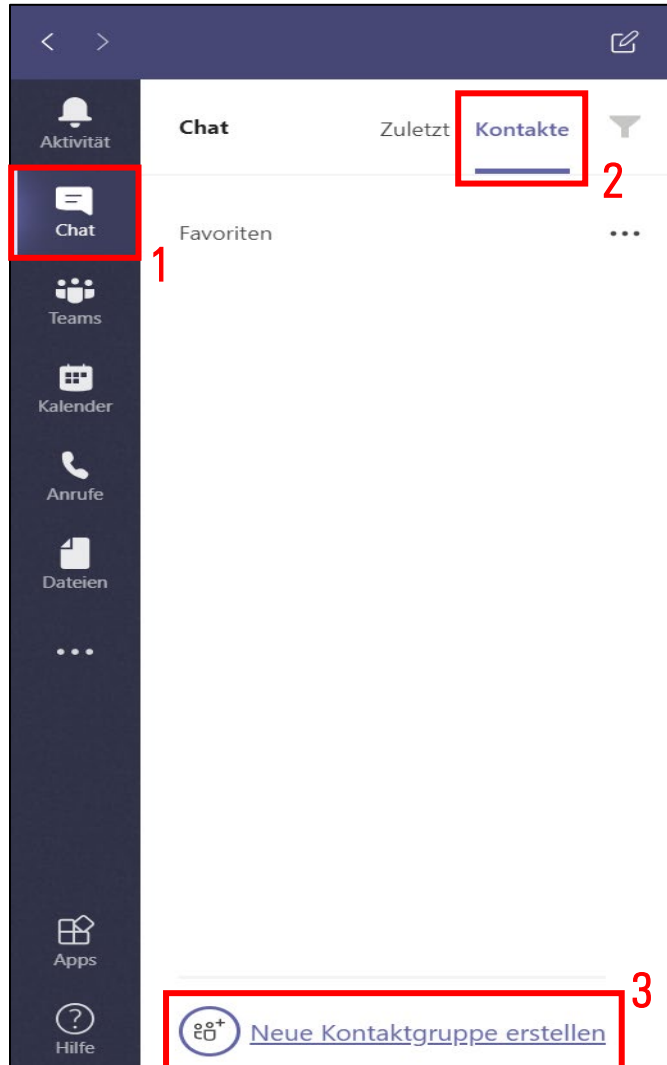 Aktivität
Chat
1
Teams
Kalender
Anrufe
Dateien
Apps
Hilfe
Chat Zuletzt Kontakte
2
Favoriten
3
Neue Kontaktgruppe erstellen